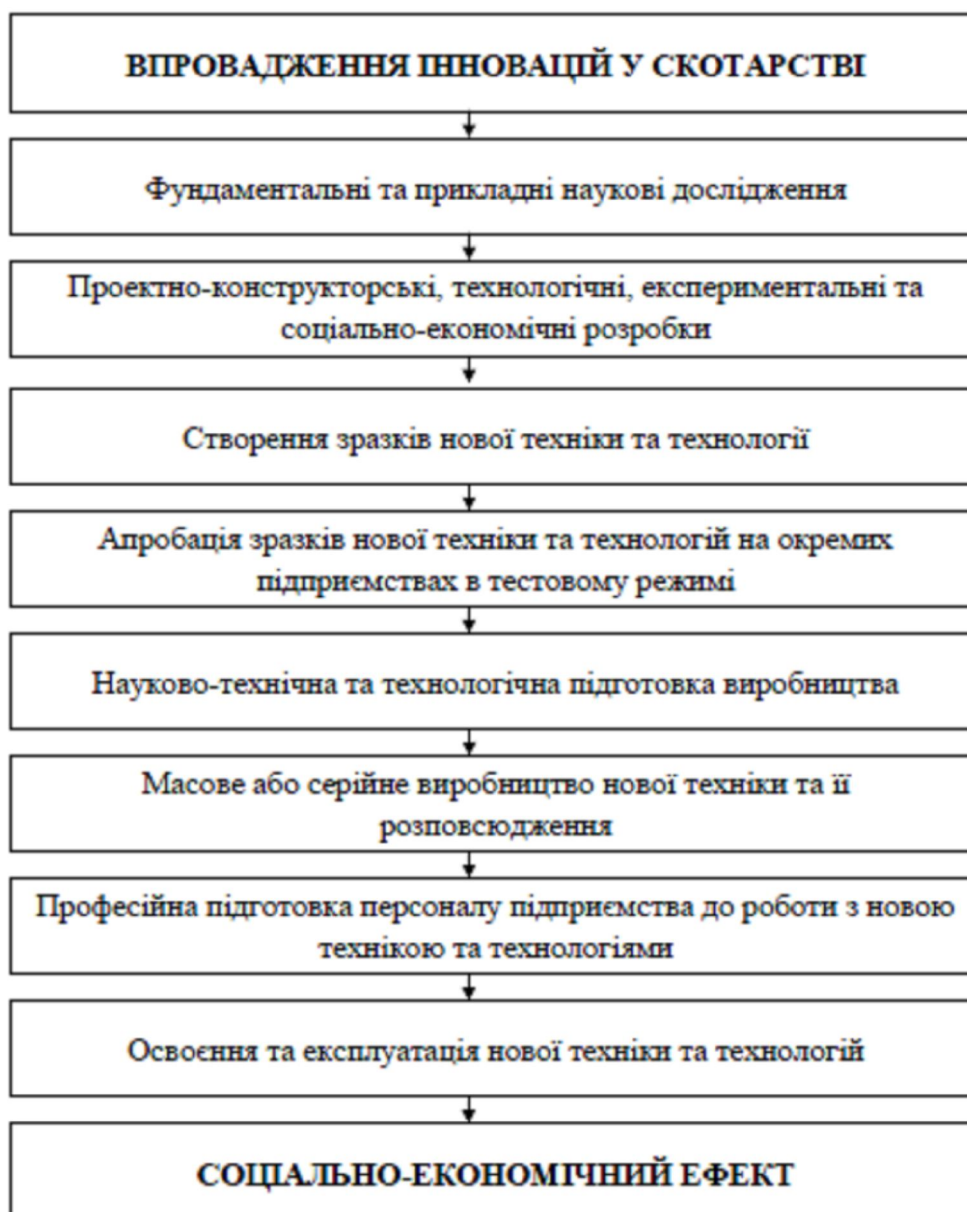 ВПРОВАДЖЕННЯ ІННОВАЦІЙ У СКОТАРСТВІ
Фундаментальні та прикладні наукові дослідження
Проектно-конструкторські, технологічні, експериментальні та
соціально-економічні розробки
Створення зразків нової техніки та технології
Апробація зразків нової техніки та технологій на окремих
підприємствах в тестовому режимі
Науково-технічна та технологічна підготовка виробництва
Масове або серійне виробництво нової техніки та її
розповсюдження
Професійна підготовка персоналу підприємства до роботи з новою
технікою та технологіями
Освоєння та експлуатація нової техніки та технологій
СОЦІАЛЬНО-ЕКОНОМІЧНИЙ ЕФЕКТ